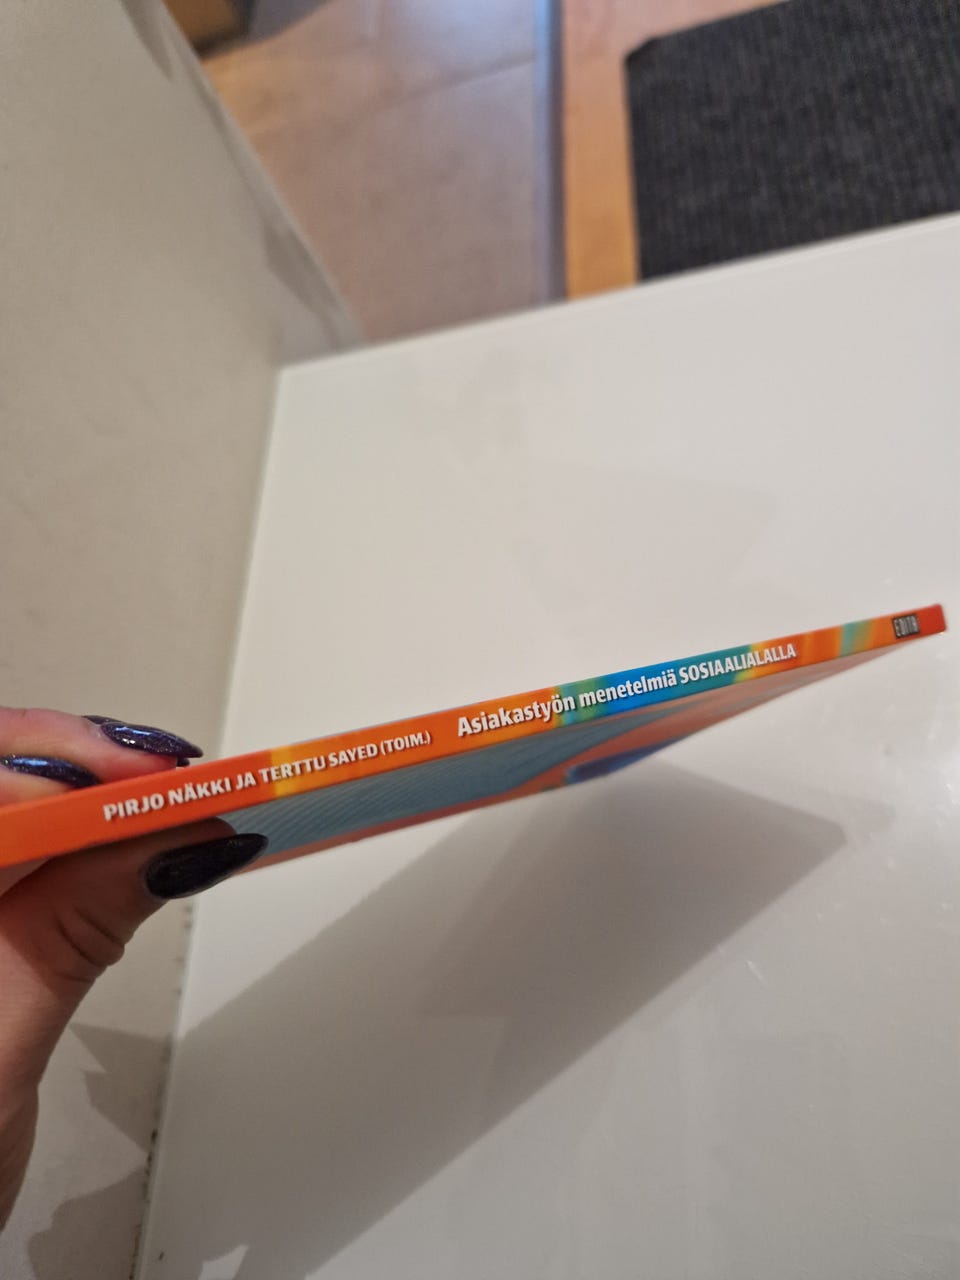 PIRJO NÄKKI JA TERTTU SAYED (TOIM.) Asiakastyön menetelmiä SOSIAALIALALLA EDITA